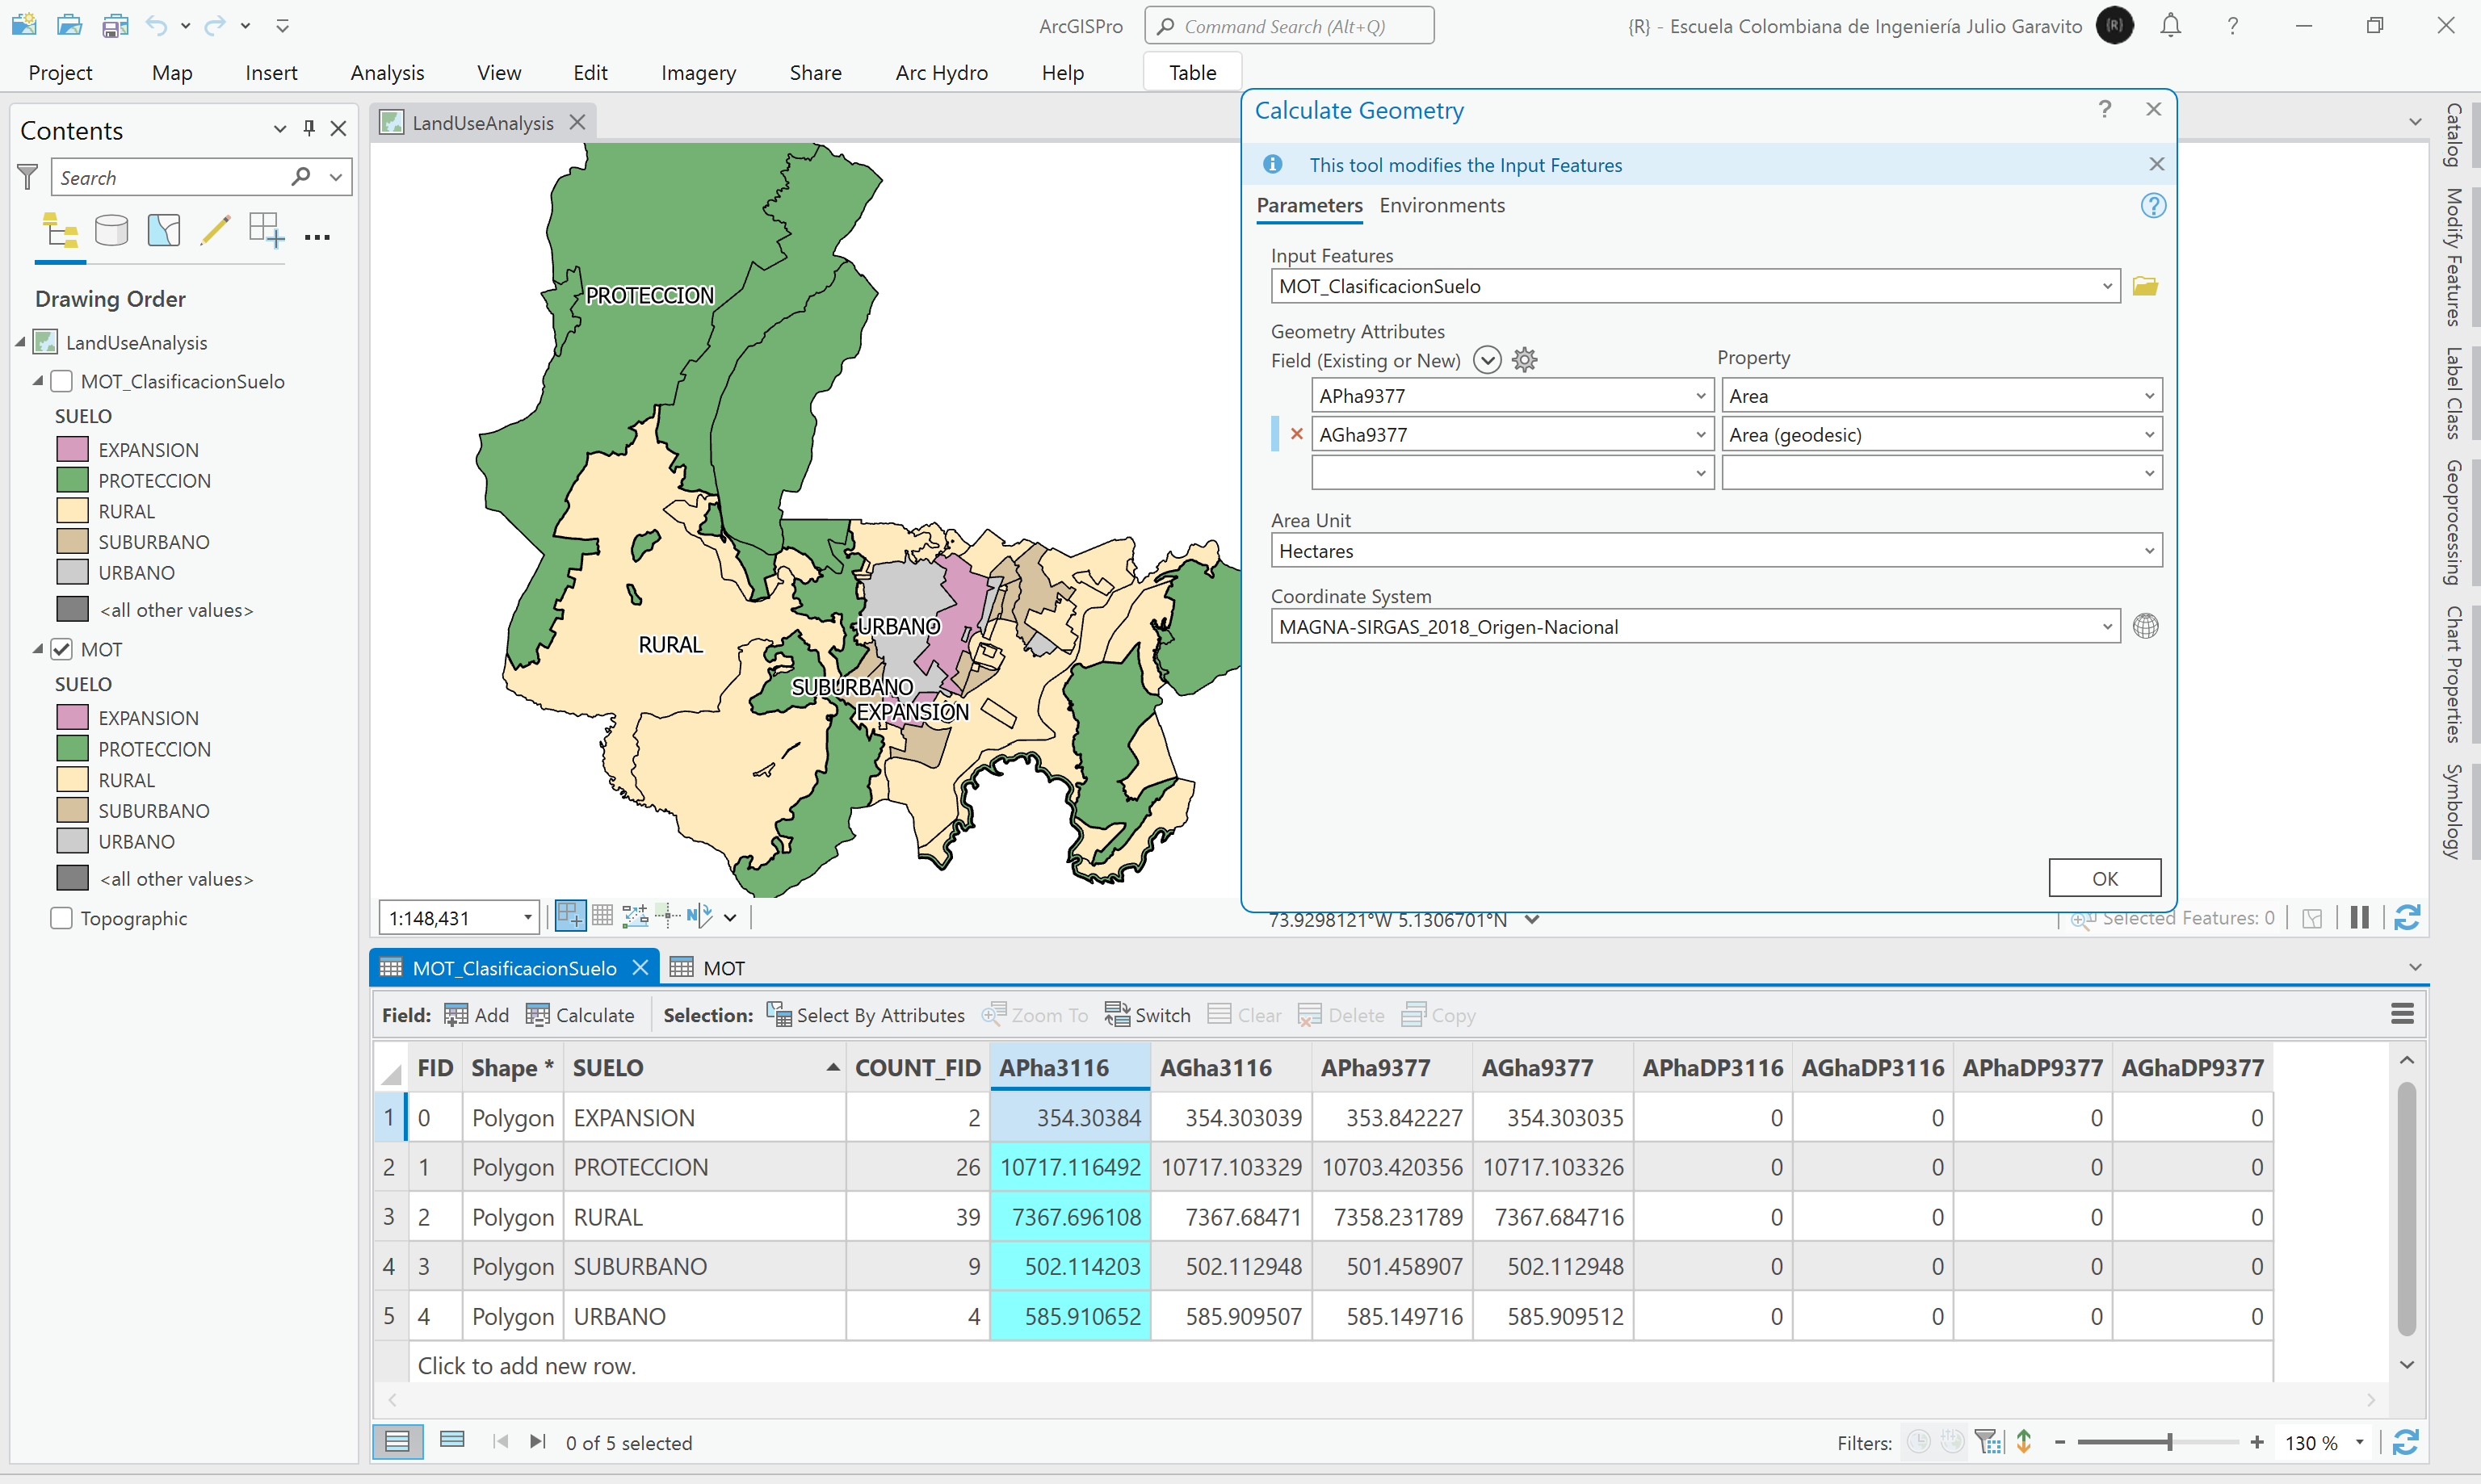 ArcGISPro
Command Search (Alt+Q)
{R} - Escuela Colombiana de Ingeniería Julio Garavito
{R}
?
Project
Map
Insert
Analysis
View
Edit
Imagery
Share
Arc Hydro
Help
Table
Contents
Search
Drawing Order
LandUseAnalysis
MOT_ClasificacionSuelo
SUELO
EXPANSION
PROTECCION
RURAL
SUBURBANO
URBANO
<all other values>
MOT
SUELO
EXPANSION
PROTECCION
RURAL
SUBURBANO
URBANO
<all other values>
Topographic
LandUseAnalysis
PROTECCION
RURAL
URBANO
SUBURBANO
EXPANSION
1:148,431
73.9298121°W 5.1306701°N
Selected Features: 0
Calculate Geometry
?
This tool modifies the Input Features
Parameters
Environments
Input Features
MOT_ClasificacionSuelo
Geometry Attributes
Field (Existing or New)
Property
APha9377
Area
AGha9377
Area (geodesic)
Area Unit
Hectares
Coordinate System
MAGNA-SIRGAS_2018_Origen-Nacional
OK
Catalog
Modify Features
Label Class
Geoprocessing
Chart Properties
Symbology
MOT_ClasificacionSuelo
MOT
Field:
Add
Calculate
Selection:
Select By Attributes
Zoom To
Switch
Clear
Delete
Copy
FID Shape * SUELO COUNT_FID APha3116 AGha3116 APha9377 AGha9377 APhaDP3116 AGhaDP3116 APhaDP9377 AGhaDP9377
1 0 Polygon EXPANSION 2 354.30384 354.303039 353.842227 354.303035 0 0 0 0
2 1 Polygon PROTECCION 26 10717.116492 10717.103329 10703.420356 10717.103326 0 0 0 0
3 2 Polygon RURAL 39 7367.696108 7367.68471 7358.231789 7367.684716 0 0 0 0
4 3 Polygon SUBURBANO 9 502.114203 502.112948 501.458907 502.112948 0 0 0 0
5 4 Polygon URBANO 4 585.910652 585.909507 585.149716 585.909512 0 0 0 0
Click to add new row.
0 of 5 selected
Filters:
130 %